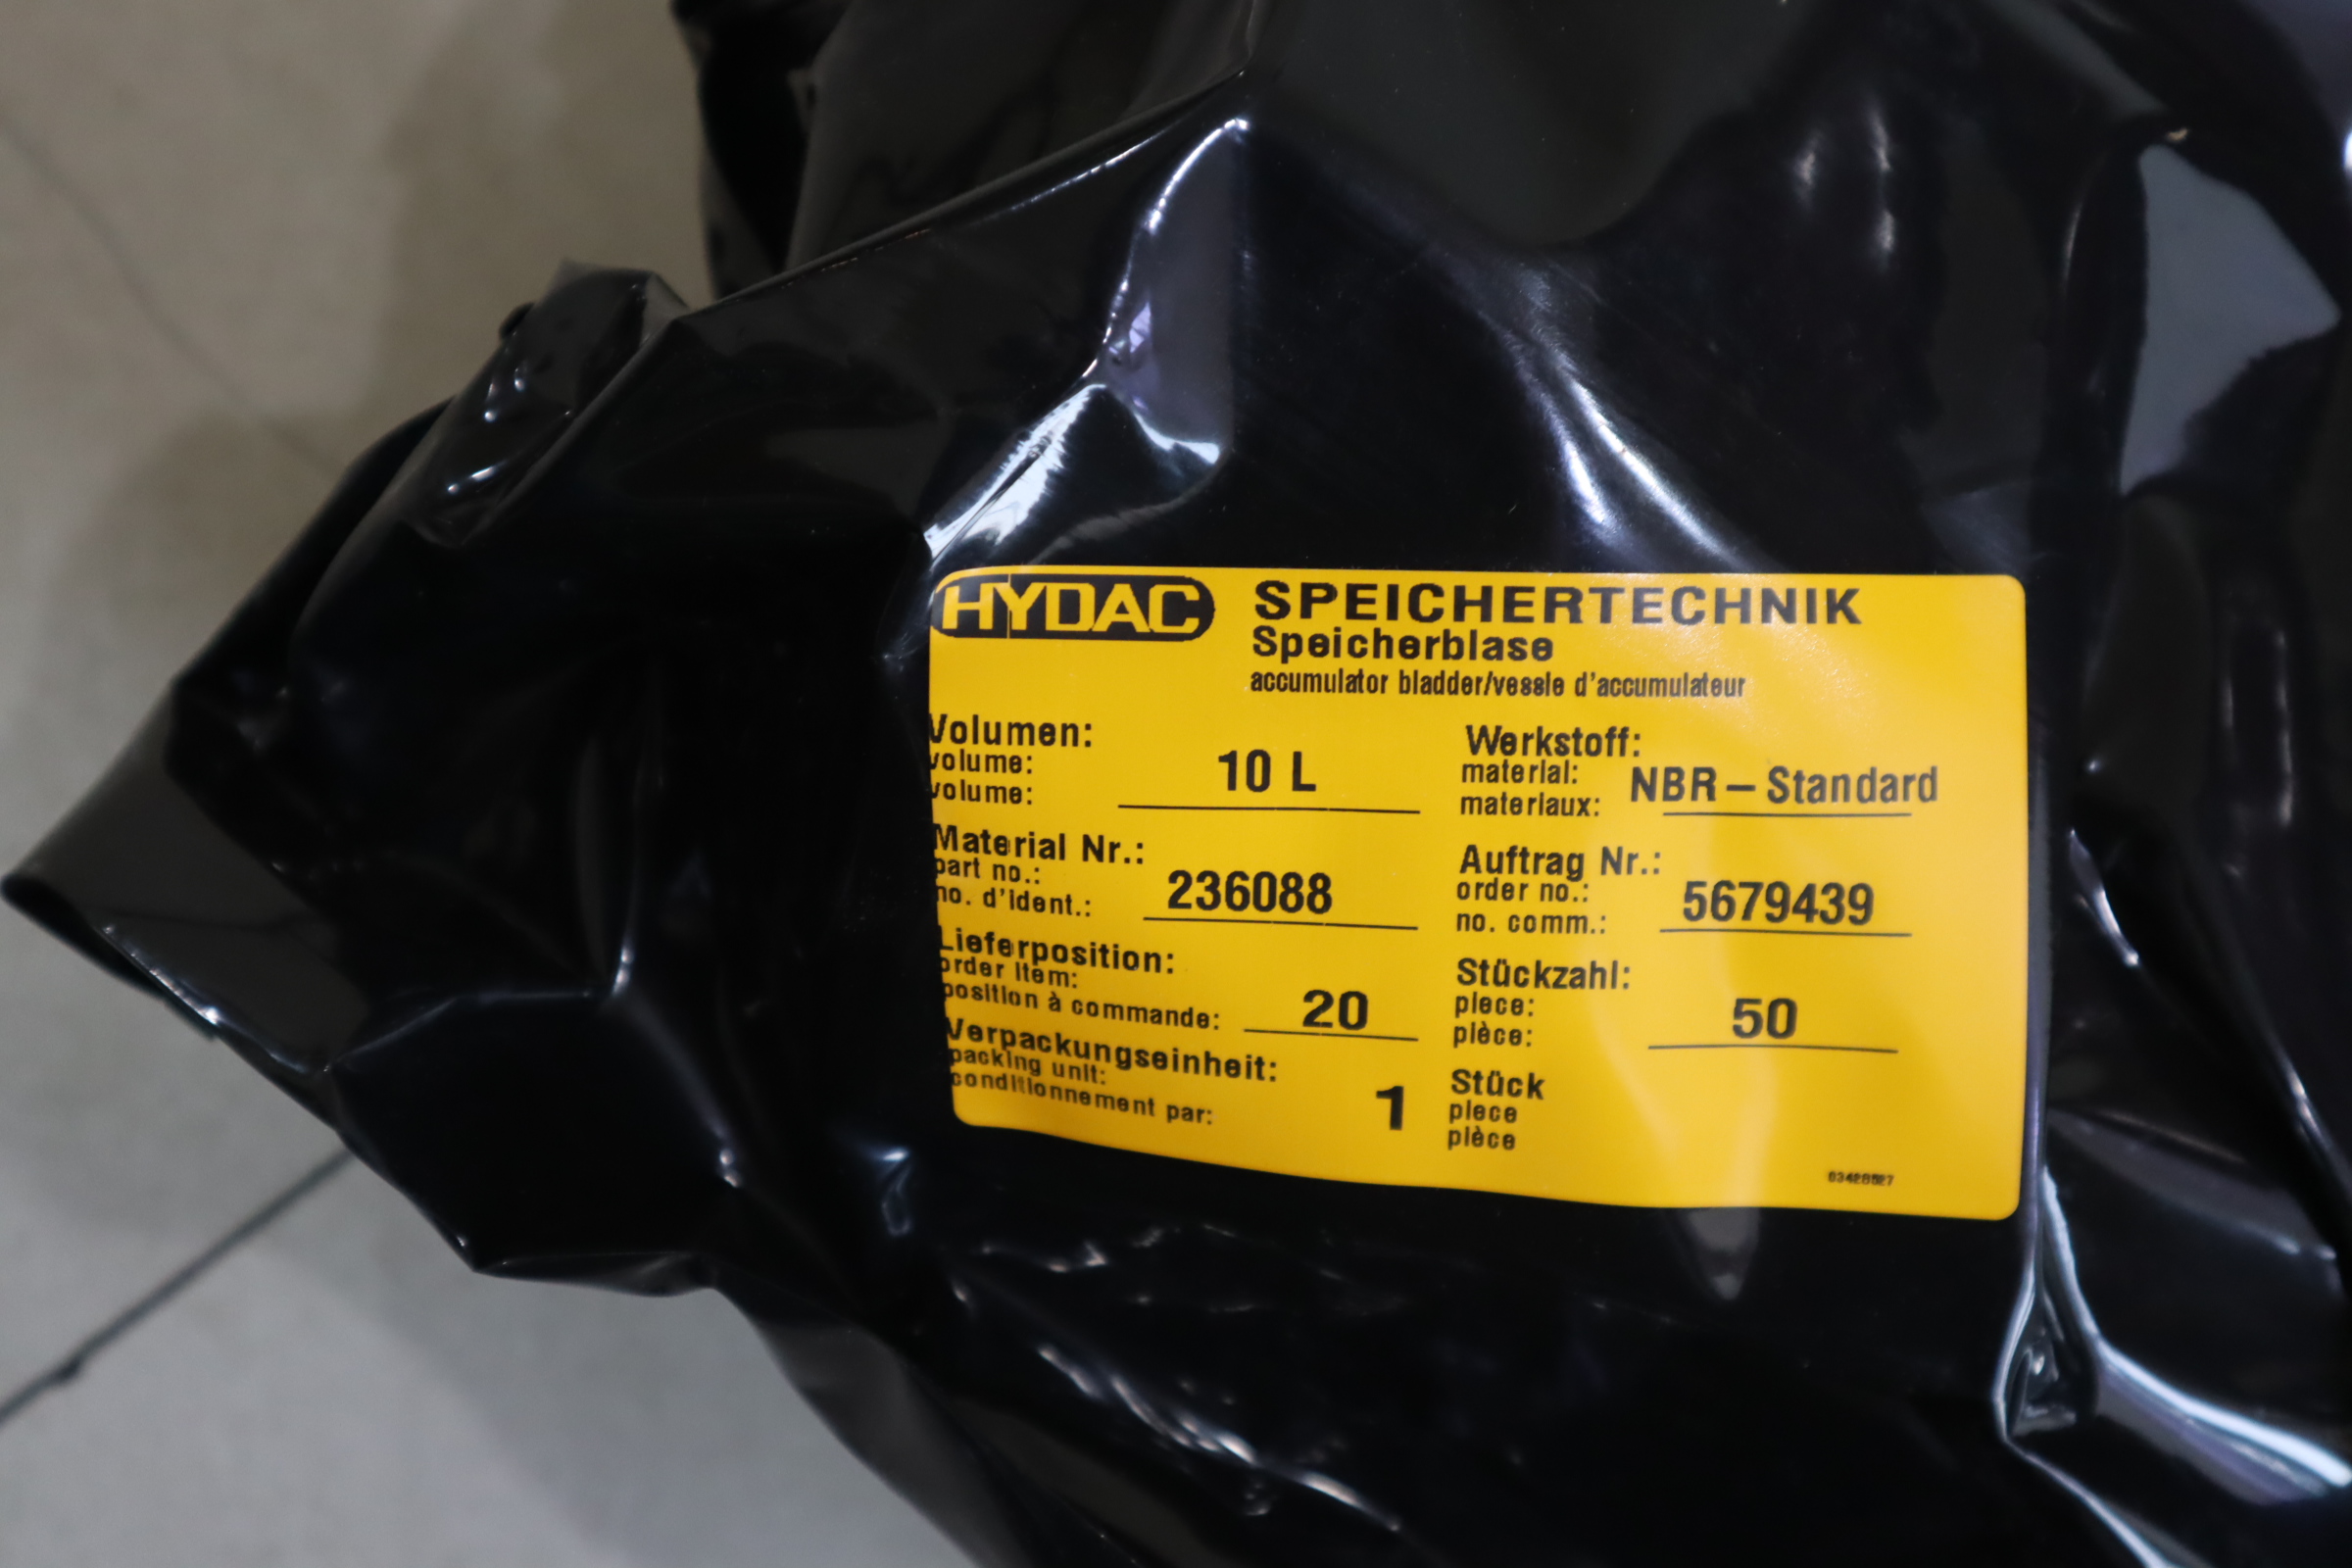 HYDAC SPEICHERTECHNIK
Speicherblase
accumulator bladder/vessie d'accumulateur
Volumen:
volume:
volume:
10 L
Werkstoff:
material:
materiaux:
NBR – Standard
Material Nr.:
part no.:
no. d'ident.:
236088
Auftrag Nr.:
order no.:
no. comm.:
5679439
Lieferposition:
order item:
position à commande:
20
Stückzahl:
piece:
pièce:
50
Verpackungseinheit:
packing unit:
conditionnement par:
1
Stück
piece
pièce